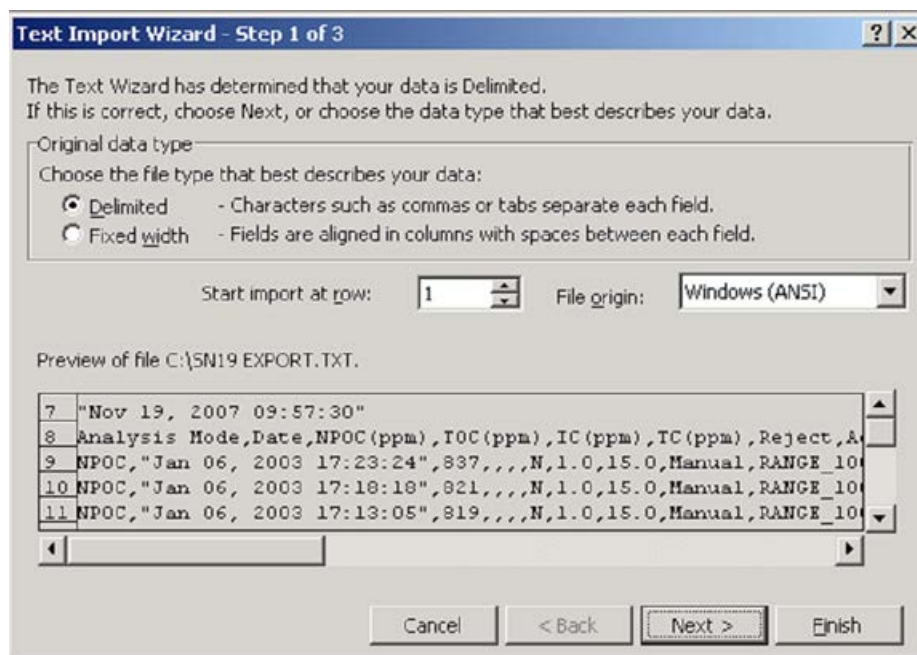 Text Import Wizard - Step 1 of 3
The Text Wizard has determined that your data is Delimited.
If this is correct, choose Next, or choose the data type that best describes your data.
Original data type
Choose the file type that best describes your data:
Delimited - Characters such as commas or tabs separate each field.
Fixed width - Fields are aligned in columns with spaces between each field.
Start import at row: 1 File origin: Windows (ANSI)
Preview of file C:\SN19 EXPORT.TXT.
7 "Nov 19, 2007 09:57:30"
8 Analysis Mode,Date,NPOC(ppm),TOC(ppm),IC(ppm),TC(ppm),Reject,A
9 NPOC,"Jan 06, 2003 17:23:24",837,,,,N,1.0,15.0,Manual,RANGE_10
10 NPOC,"Jan 06, 2003 17:18:18",821,,,,N,1.0,15.0,Manual,RANGE_10
11 NPOC,"Jan 06, 2003 17:13:05",819,,,,N,1.0,15.0,Manual,RANGE_10
Cancel < Back Next > Finish